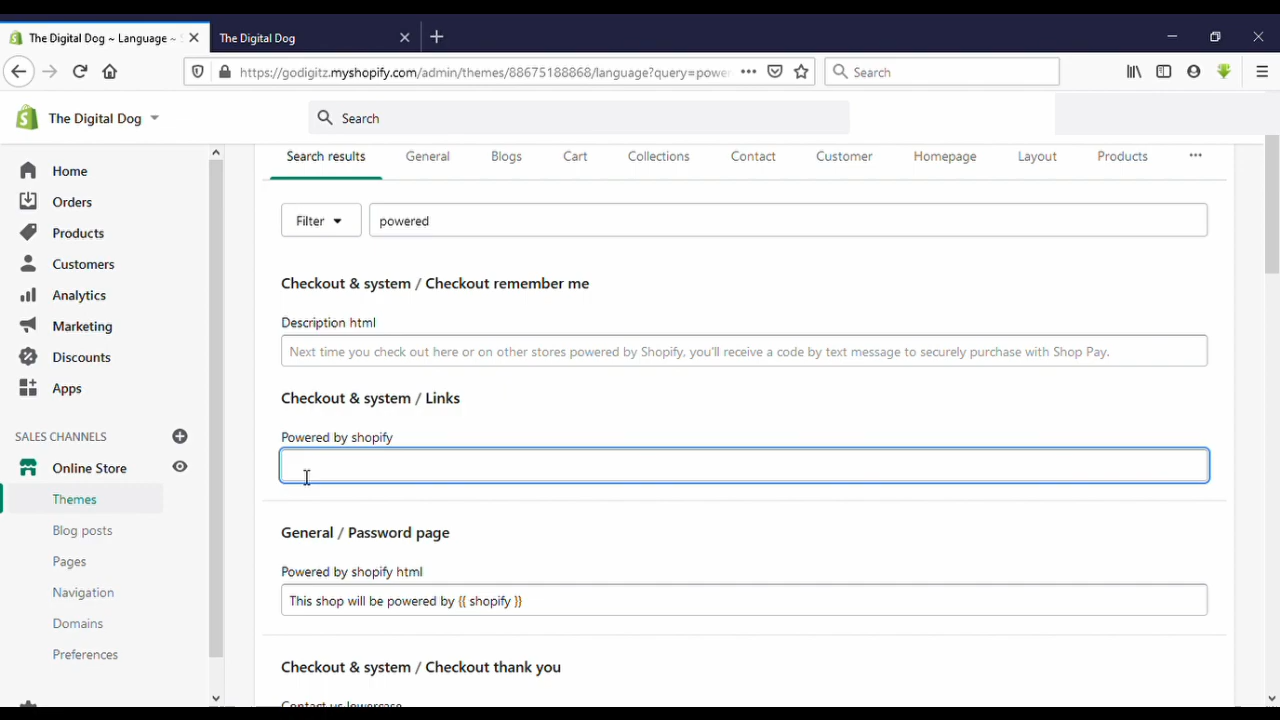 The Digital Dog ~ Language ~ S
The Digital Dog
https://godigitz.myshopify.com/admin/themes/88675188868/language?query=power
Search
The Digital Dog
Search
Home
Orders
Products
Customers
Analytics
Marketing
Discounts
Apps
SALES CHANNELS
Online Store
Themes
Blog posts
Pages
Navigation
Domains
Preferences
Search results General Blogs Cart Collections Contact Customer Homepage Layout Products
Filter powered
Checkout & system / Checkout remember me
Description html
Next time you check out here or on other stores powered by Shopify, you'll receive a code by text message to securely purchase with Shop Pay.
Checkout & system / Links
Powered by shopify
General / Password page
Powered by shopify html
This shop will be powered by {{ shopify }}
Checkout & system / Checkout thank you
Contact us lowercase